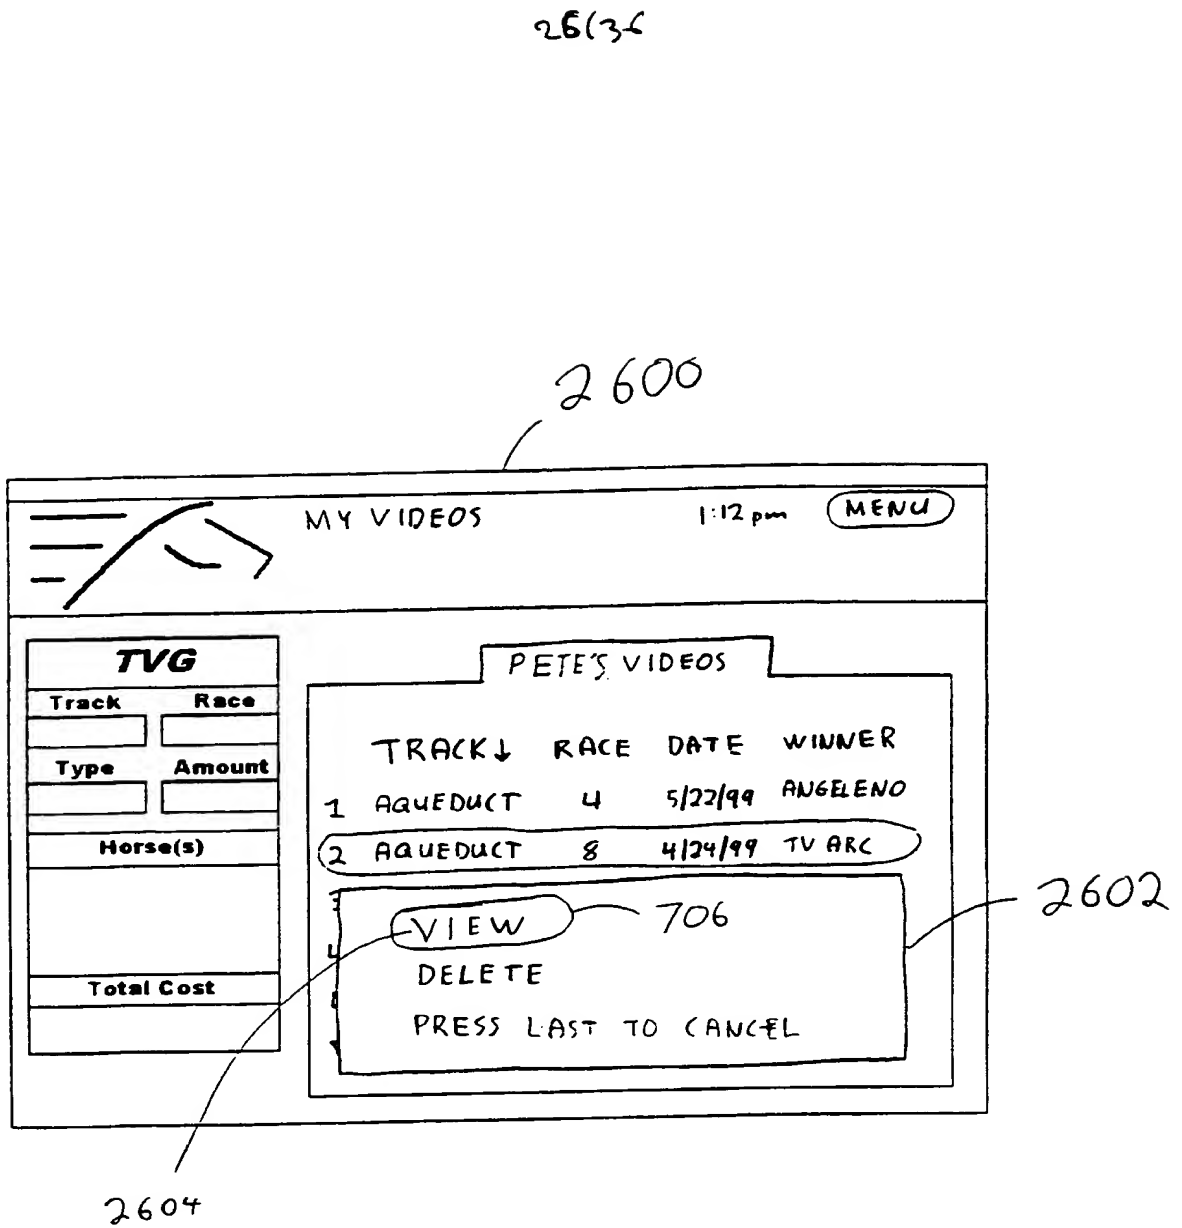 26/36
2600
MY VIDEOS 1:12 pm MENU
TVG
Track Race
Type Amount
Horse(s)
Total Cost
PETE'S VIDEOS
TRACK↓ RACE DATE WINNER
1 AQUEDUCT 4 5/22/99 ANGELENO
2 AQUEDUCT 8 4/24/99 TV ARC
VIEW
706
2602
DELETE
PRESS LAST TO CANCEL
2604